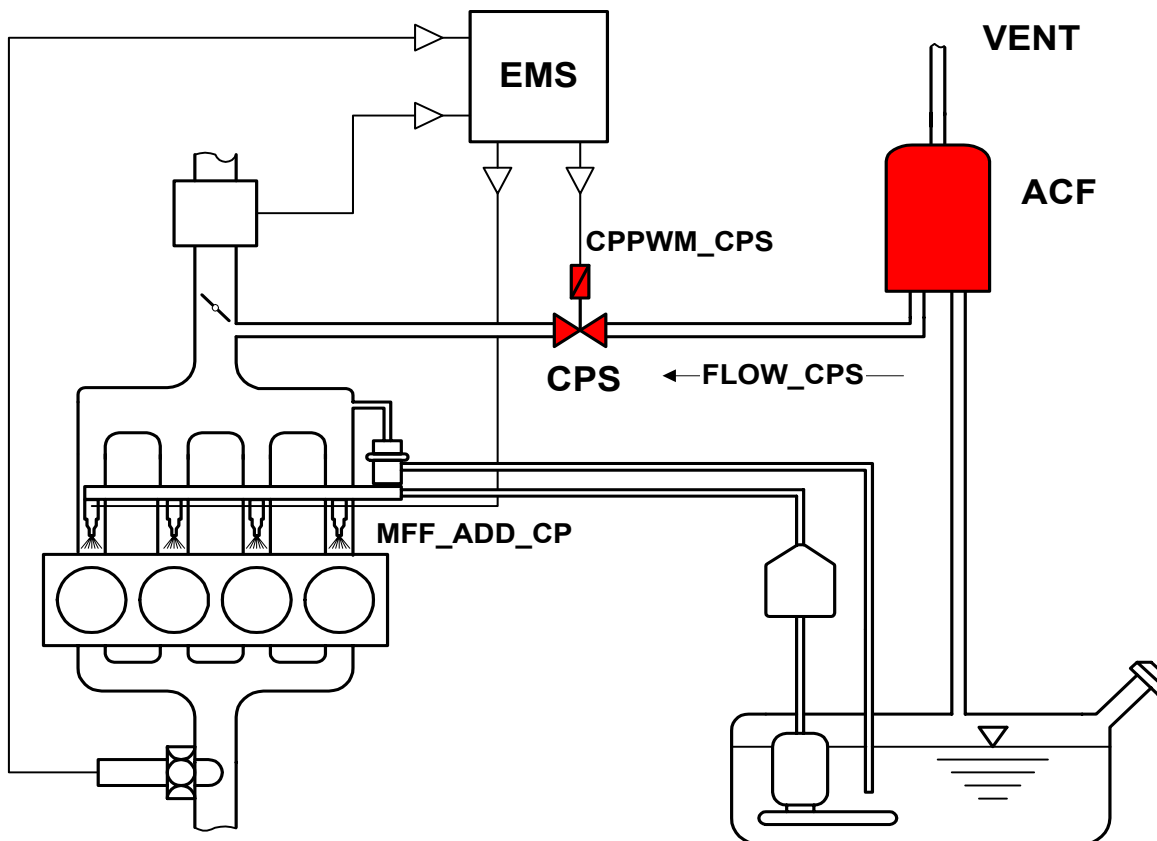 VENT
EMS
ACF
CPPWM_CPS
CPS
FLOW_CPS
MFF_ADD_CP